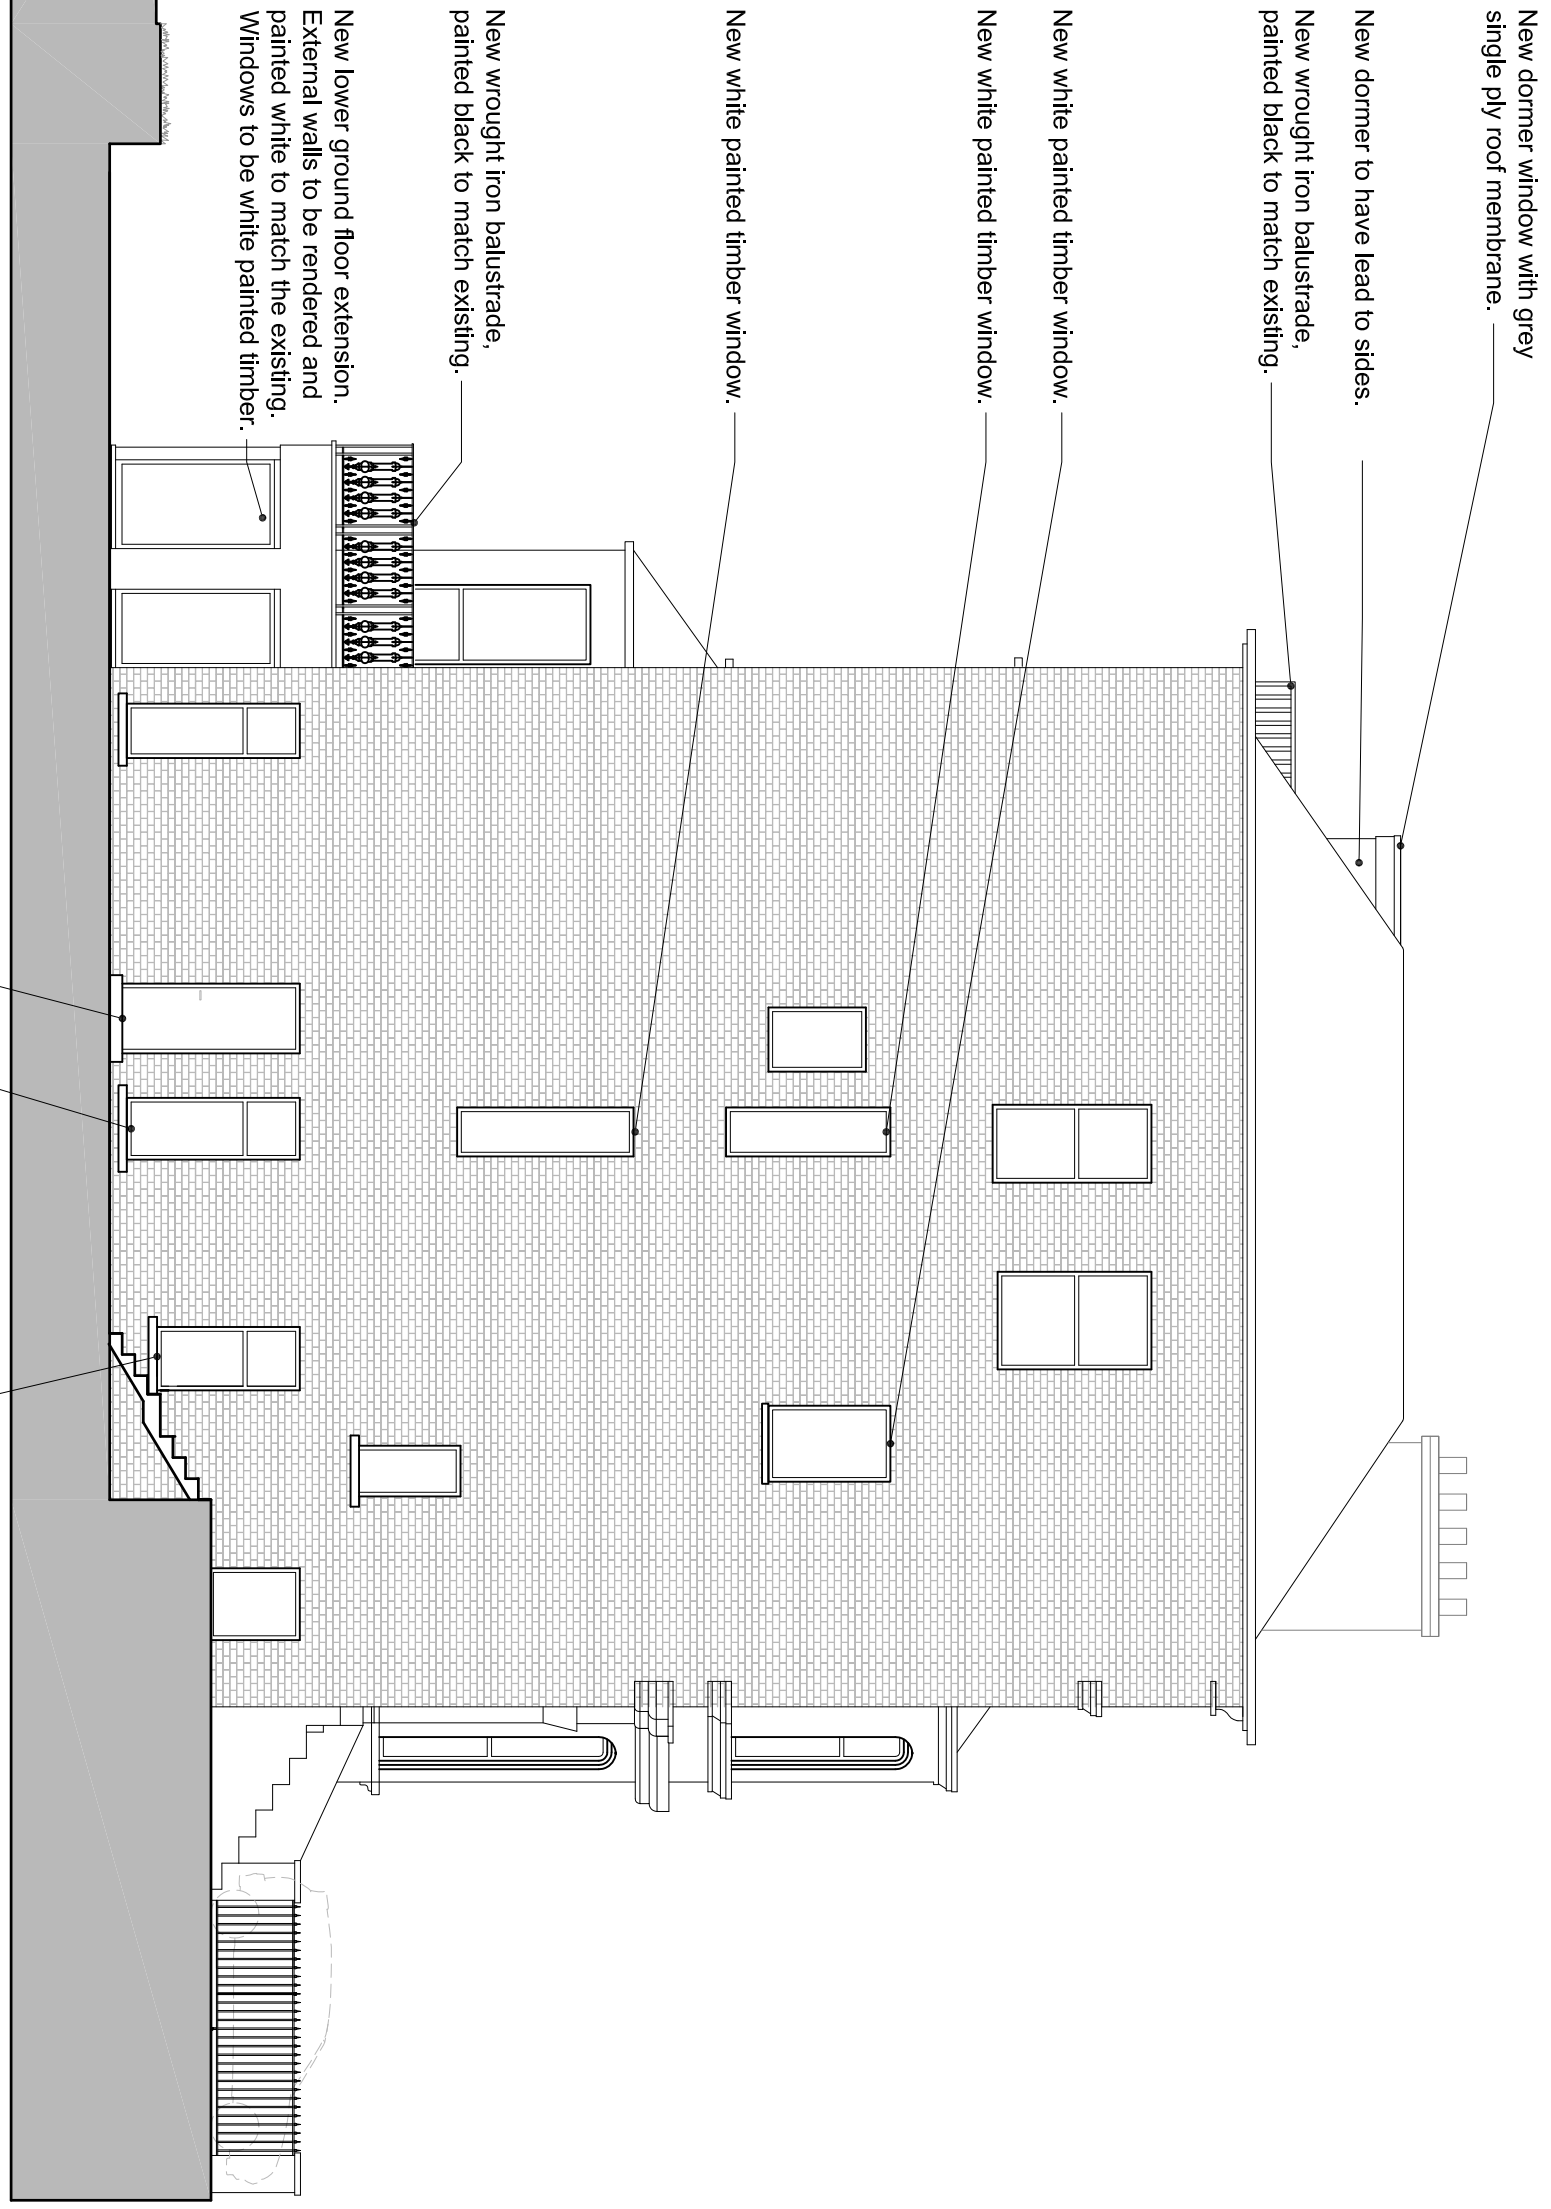 New dormer window with grey
single ply roof membrane.
New dormer to have lead to sides.
New wrought iron balustrade,
painted black to match existing.
New white painted timber window.
New white painted timber window.
New white painted timber window.
New wrought iron balustrade,
painted black to match existing.
New lower ground floor extension.
External walls to be rendered and
painted white to match the existing.
Windows to be white painted timber.